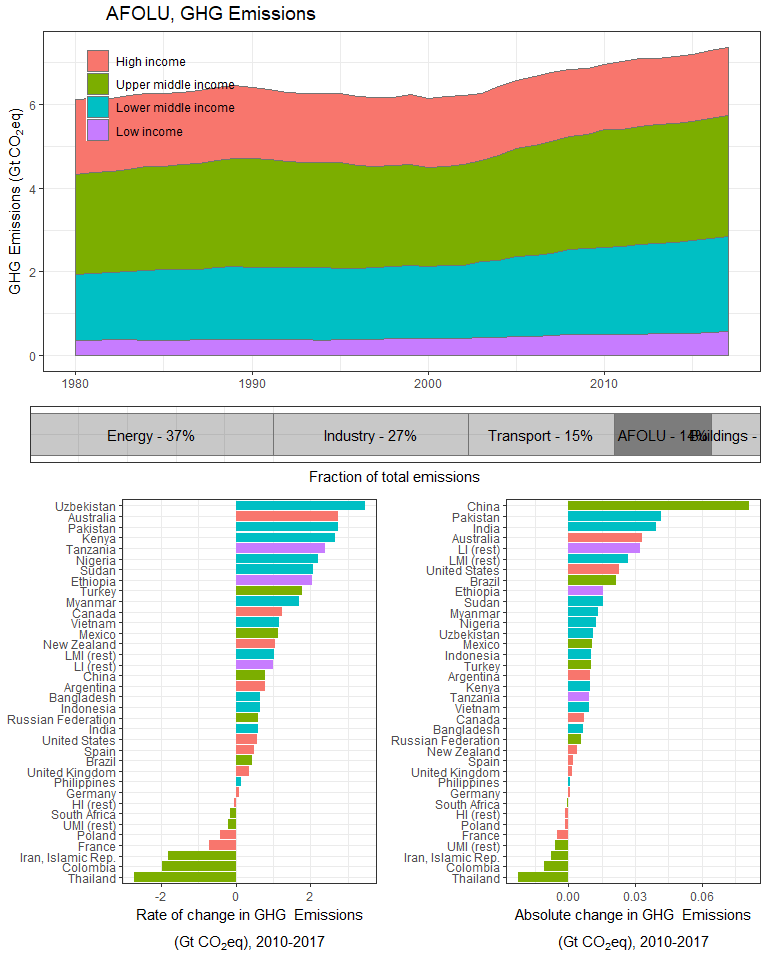 AFOLU, GHG Emissions
GHG Emissions (Gt CO2eq)
6
4
2
0
High income
Upper middle income
Lower middle income
Low income
1980
1990
2000
2010
Energy - 37%
Industry - 27%
Transport - 15%
AFOLU - 14%
Buildings -
Fraction of total emissions
Uzbekistan
Australia
Pakistan
Kenya
Tanzania
Nigeria
Sudan
Ethiopia
Turkey
Myanmar
Canada
Vietnam
Mexico
New Zealand
LMI (rest)
LI (rest)
China
Argentina
Bangladesh
Indonesia
Russian Federation
India
United States
Spain
Brazil
United Kingdom
Philippines
Germany
HI (rest)
South Africa
UMI (rest)
Poland
France
Iran, Islamic Rep.
Colombia
Thailand
-2
0
2
Rate of change in GHG  Emissions
(Gt CO2eq), 2010-2017
China
Pakistan
India
Australia
LI (rest)
LMI (rest)
United States
Brazil
Ethiopia
Sudan
Myanmar
Nigeria
Uzbekistan
Mexico
Indonesia
Turkey
Argentina
Kenya
Tanzania
Vietnam
Canada
Bangladesh
Russian Federation
New Zealand
Spain
United Kingdom
Philippines
Germany
South Africa
HI (rest)
Poland
France
UMI (rest)
Iran, Islamic Rep.
Colombia
Thailand
0.00
0.03
0.06
Absolute change in GHG  Emissions
(Gt CO2eq), 2010-2017